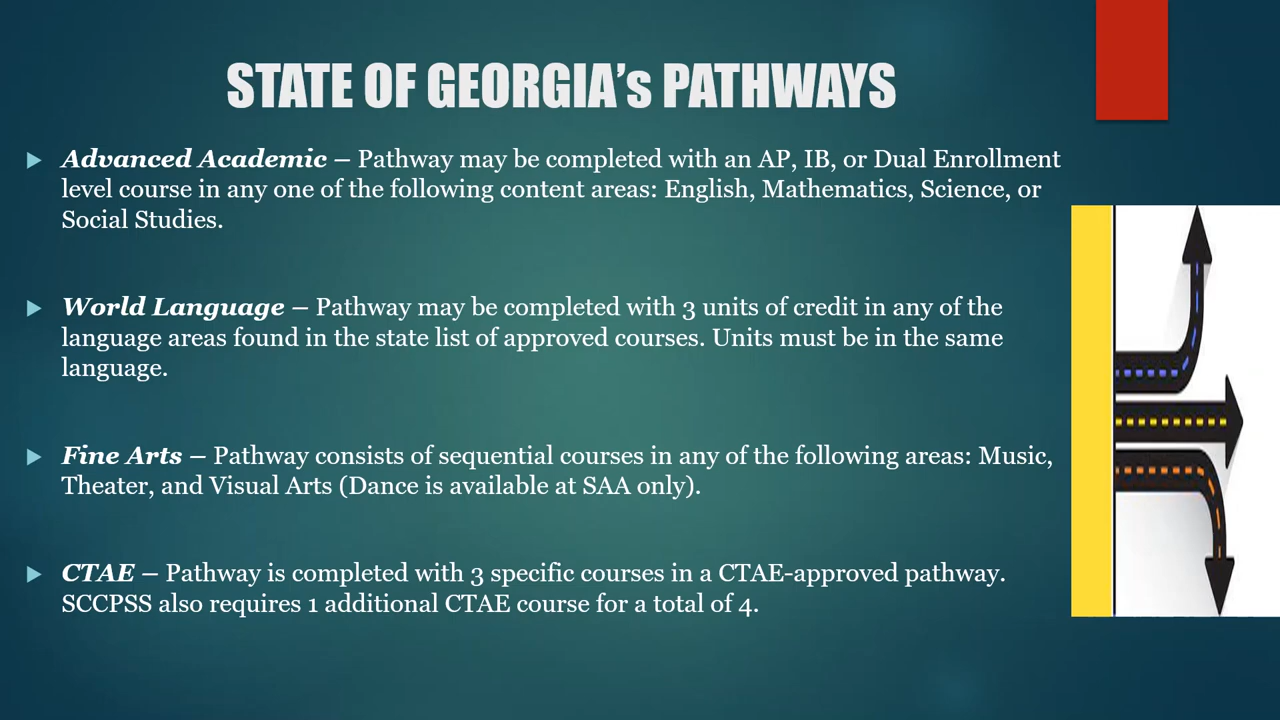 STATE OF GEORGIA's PATHWAYS
Advanced Academic – Pathway may be completed with an AP, IB, or Dual Enrollment
level course in any one of the following content areas: English, Mathematics, Science, or
Social Studies.
World Language – Pathway may be completed with 3 units of credit in any of the
language areas found in the state list of approved courses. Units must be in the same
language.
Fine Arts – Pathway consists of sequential courses in any of the following areas: Music,
Theater, and Visual Arts (Dance is available at SAA only).
CTAE – Pathway is completed with 3 specific courses in a CTAE-approved pathway.
SCCPSS also requires 1 additional CTAE course for a total of 4.